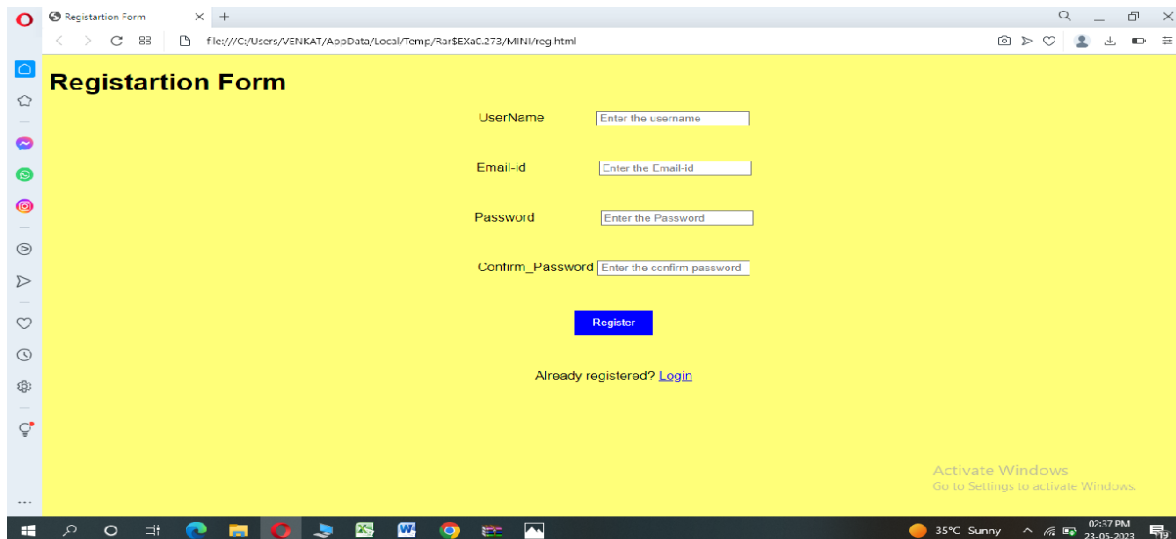 Registartion Form
file:///C:/Users/VENKAT/AppData/Local/Temp/Rar$EXa0.273/MINI/reg.html
Registartion Form
UserName Enter the username
Email-id Enter the Email-id
Password Enter the Password
Confirm_Password Enter the confirm password
Register
Already registered? Login
Activate Windows
Go to Settings to activate Windows.
35°C Sunny
02:37 PM
23-05-2023